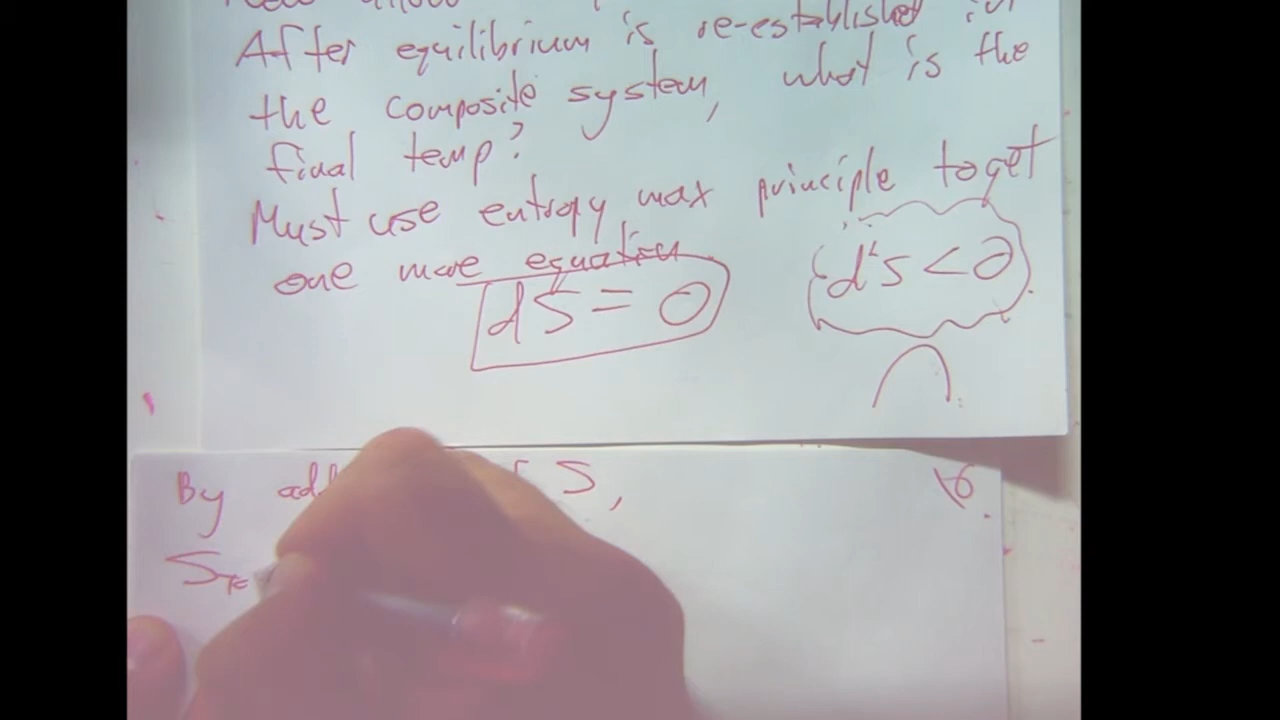 After equilibrium is re-established in
the composite system, what is the
final temp?
Must use entropy max principle to get
one more equation
dS = 0
d²S < 0
By S,
16